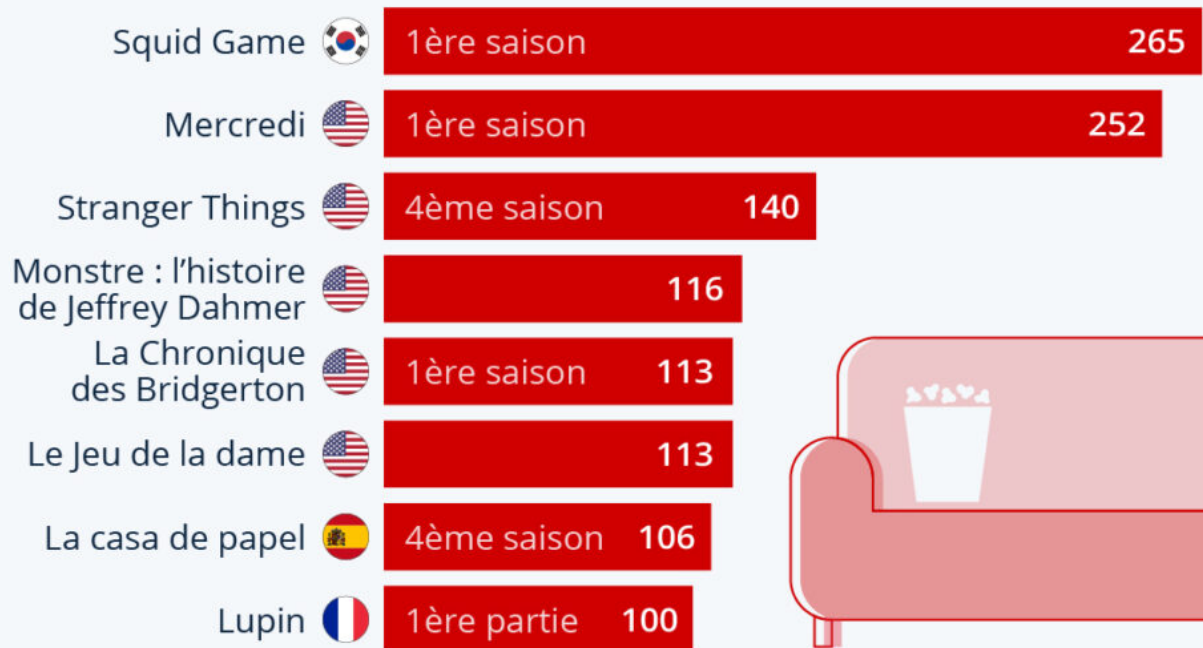 Squid Game 1ère saison 265
Mercredi 1ère saison 252
Stranger Things 4ème saison 140
Monstre : l’histoire
de Jeffrey Dahmer 116
La Chronique
des Bridgerton 1ère saison 113
Le Jeu de la dame 113
La casa de papel 4ème saison 106
Lupin 1ère partie 100